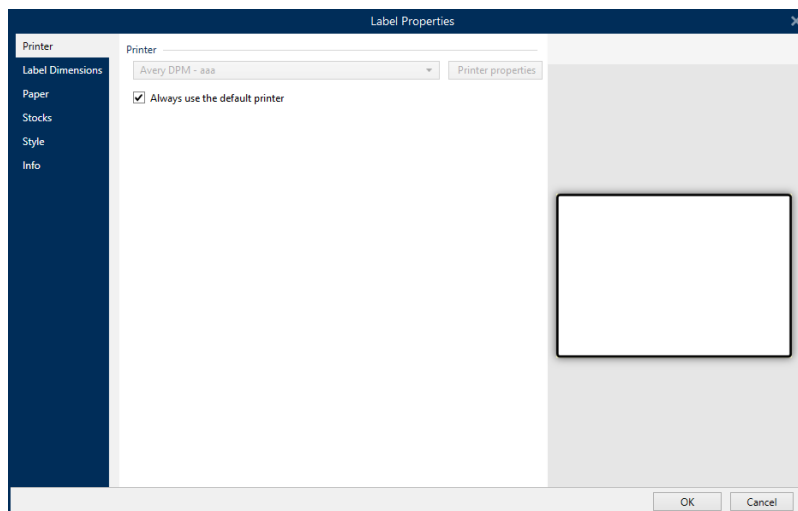 Label Properties
Printer
Label Dimensions
Paper
Stocks
Style
Info
Printer
Avery DPM - aaa
Printer properties
Always use the default printer
OK
Cancel